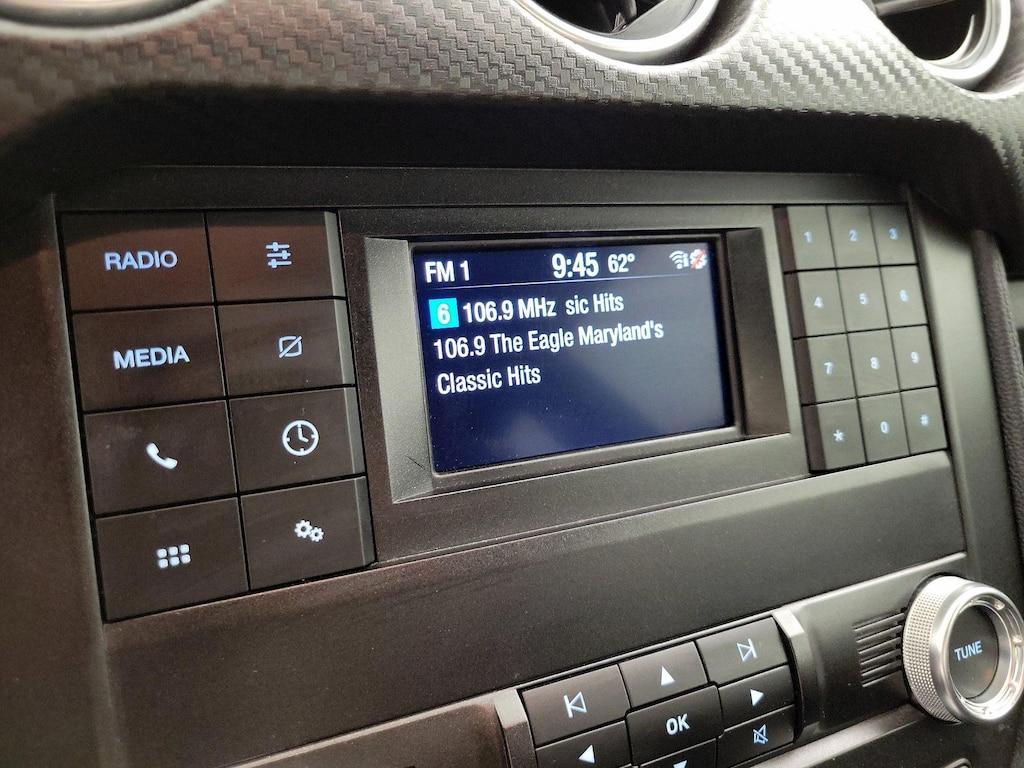 RADIO
MEDIA
FM 1 9:45 62°
6 106.9 MHz sic Hits
106.9 The Eagle Maryland's
Classic Hits
1 2 3
4 5 6
7 8 9
* 0 #
OK
TUNE